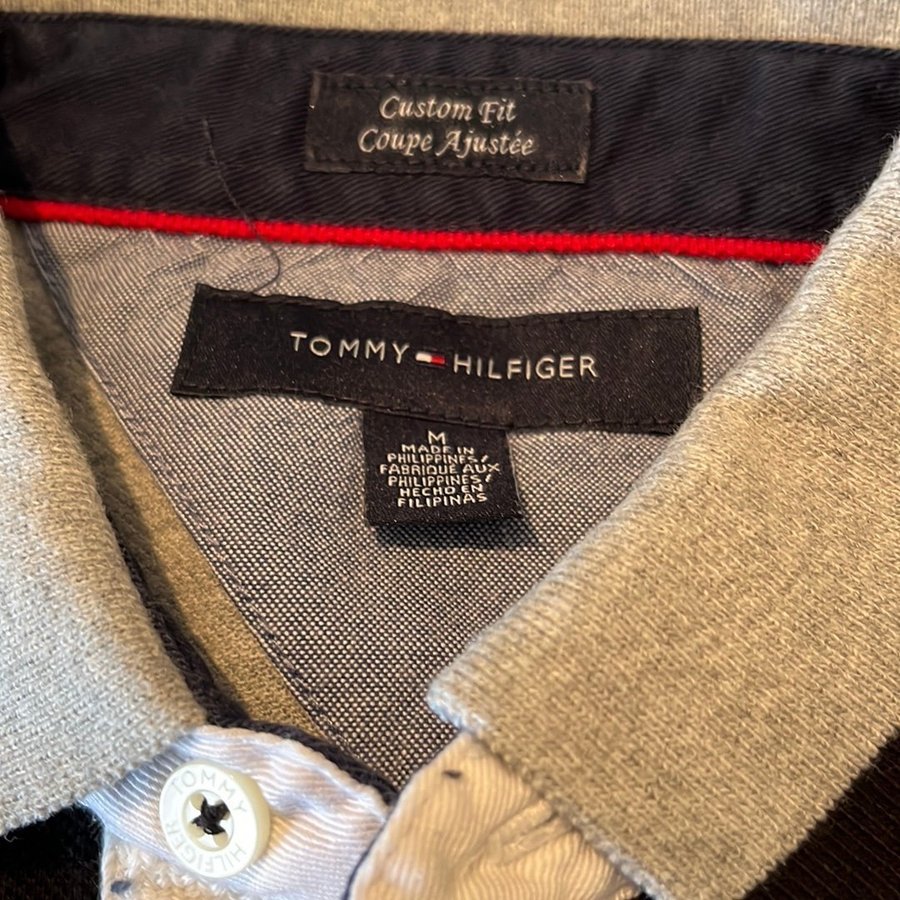 Custom Fit
Coupe Ajustée
TOMMY HILFIGER
M
MADE IN
PHILIPPINES/
FABRIQUE AUX
PHILIPPINES/
HECHO EN
FILIPINAS
TOMMY
HILFIGER